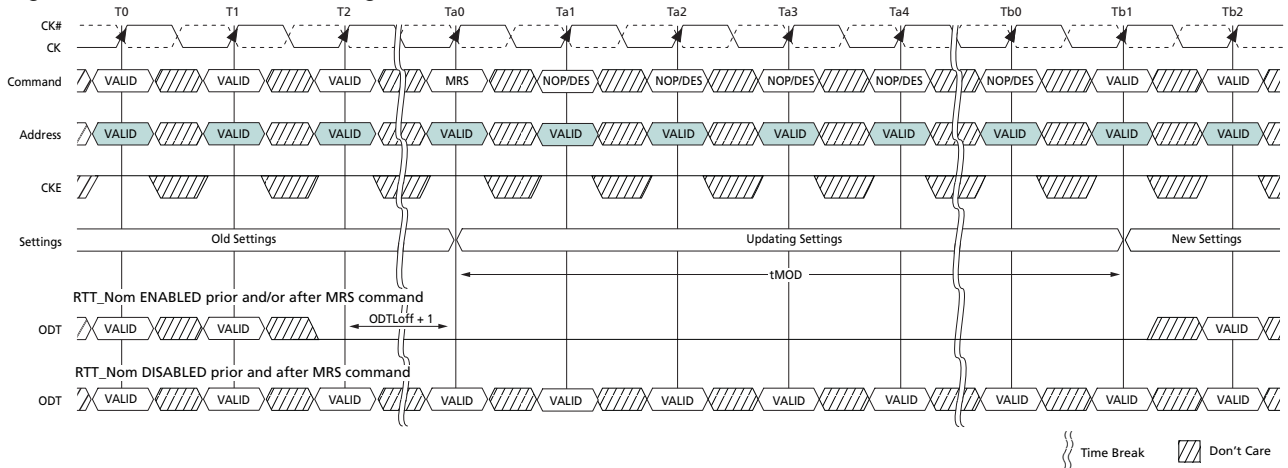 T0 T1 T2 Ta0 Ta1 Ta2 Ta3 Ta4 Tb0 Tb1 Tb2
CK#
CK
Command VALID VALID VALID MRS NOP/DES NOP/DES NOP/DES NOP/DES NOP/DES VALID VALID
Address VALID VALID VALID VALID VALID VALID VALID VALID VALID VALID VALID
CKE
Settings Old Settings Updating Settings New Settings
tMOD
RTT_Nom ENABLED prior and/or after MRS command
ODTLoff + 1
ODT VALID VALID VALID
RTT_Nom DISABLED prior and after MRS command
ODT VALID VALID VALID VALID VALID VALID VALID VALID VALID VALID VALID
Time Break Don't Care